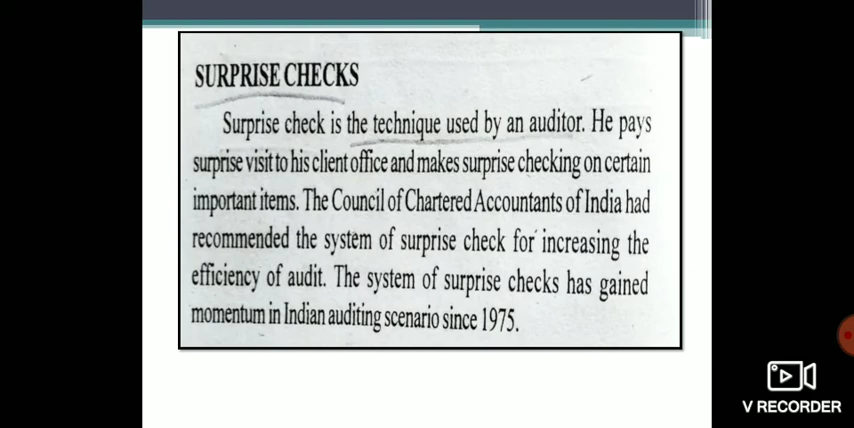 SURPRISE CHECKS
Surprise check is the technique used by an auditor. He pays
surprise visit to his client office and makes surprise checking on certain
important items. The Council of Chartered Accountants of India had
recommended the system of surprise check for increasing the
efficiency of audit. The system of surprise checks has gained
momentum in Indian auditing scenario since 1975.
V RECORDER